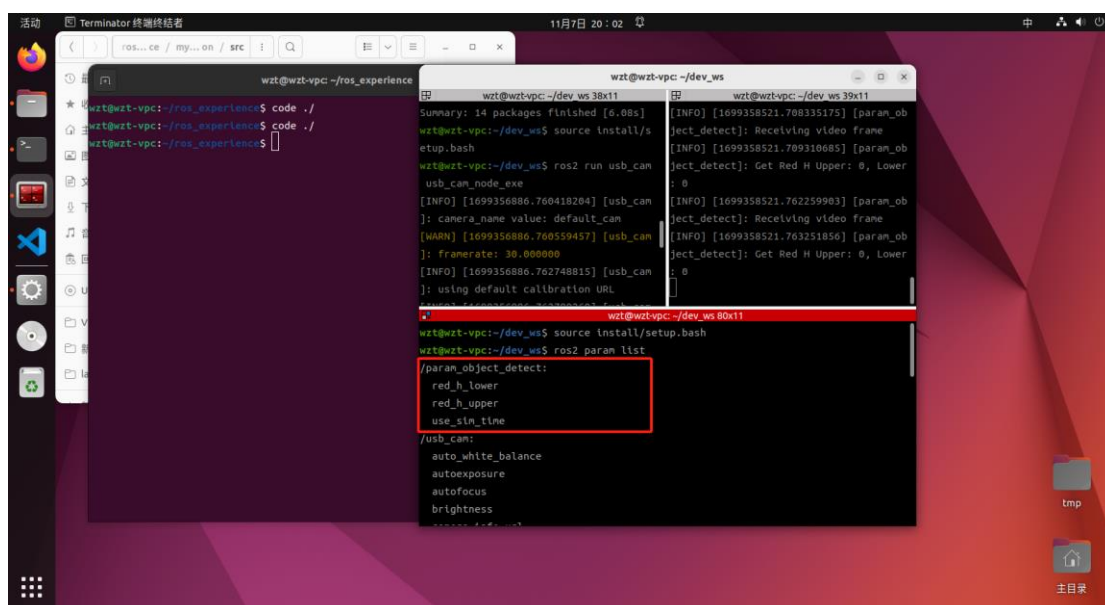 活动
Terminator 终端终结者
11月7日 20：02
中
ros…ce / my…on / src
wzt@wzt-vpc: ~/ros_experience
wzt@wzt-vpc:~/ros_experience$ code ./
wzt@wzt-vpc:~/ros_experience$ code ./
wzt@wzt-vpc:~/ros_experience$
wzt@wzt-vpc: ~/dev_ws
wzt@wzt-vpc: ~/dev_ws 38x11
Summary: 14 packages finished [6.08s]
wzt@wzt-vpc:~/dev_ws$ source install/s
etup.bash
wzt@wzt-vpc:~/dev_ws$ ros2 run usb_cam
usb_cam_node_exe
[INFO] [1699356886.760418204] [usb_cam
]: camera_name value: default_cam
[WARN] [1699356886.760559457] [usb_cam
]: framerate: 30.000000
[INFO] [1699356886.762748815] [usb_cam
]: using default calibration URL
wzt@wzt-vpc: ~/dev_ws 39x11
[INFO] [1699358521.708335175] [param_ob
ject_detect]: Receiving video frame
[INFO] [1699358521.709310685] [param_ob
ject_detect]: Get Red H Upper: 0, Lower
: 0
[INFO] [1699358521.762259903] [param_ob
ject_detect]: Receiving video frame
[INFO] [1699358521.763251856] [param_ob
ject_detect]: Get Red H Upper: 0, Lower
: 0
wzt@wzt-vpc: ~/dev_ws 80x11
wzt@wzt-vpc:~/dev_ws$ source install/setup.bash
wzt@wzt-vpc:~/dev_ws$ ros2 param list
/param_object_detect:
red_h_lower
red_h_upper
use_sim_time
/usb_cam:
auto_white_balance
autoexposure
autofocus
brightness
tmp
主目录